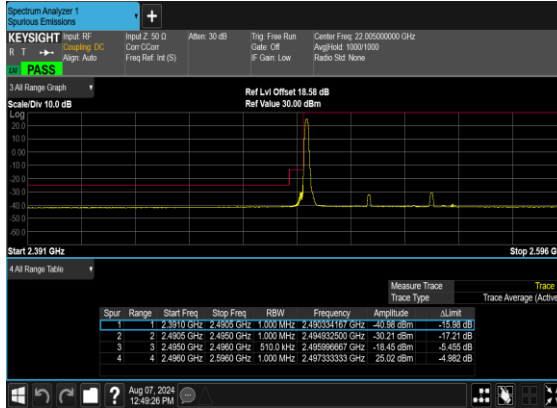 Spectrum Analyzer 1
Spurious Emissions
+
KEYSIGHT Input: RF Input Z: 50 Ω Atten: 30 dB Trig: Free Run Center Freq: 22.005000000 GHz
R T Coupling: DC Corr CCorr Gate: Off Avg|Hold: 1000/1000
Align: Auto Freq Ref: Int (S) IF Gain: Low Radio Std: None
PASS
3 All Range Graph
Ref Lvl Offset 18.58 dB
Scale/Div 10.0 dB Ref Value 30.00 dBm
Log
20.0
10.0
0.00
-10.0
-20.0
-30.0
-40.0
-50.0
-60.0
Start 2.391 GHz Stop 2.596 G
4 All Range Table
Measure Trace Trace
Trace Type Trace Average (Active
Spur Range Start Freq Stop Freq RBW Frequency Amplitude ΔLimit
1 1 2.3910 GHz 2.4905 GHz 1.000 MHz 2.490334167 GHz -40.98 dBm -15.98 dB
2 2 2.4905 GHz 2.4950 GHz 1.000 MHz 2.494932500 GHz -30.21 dBm -17.21 dB
3 3 2.4950 GHz 2.4960 GHz 510.0 kHz 2.495996667 GHz -18.45 dBm -5.455 dB
4 4 2.4960 GHz 2.5960 GHz 1.000 MHz 2.497333333 GHz 25.02 dBm -4.982 dB
?
Aug 07, 2024
12:49:26 PM